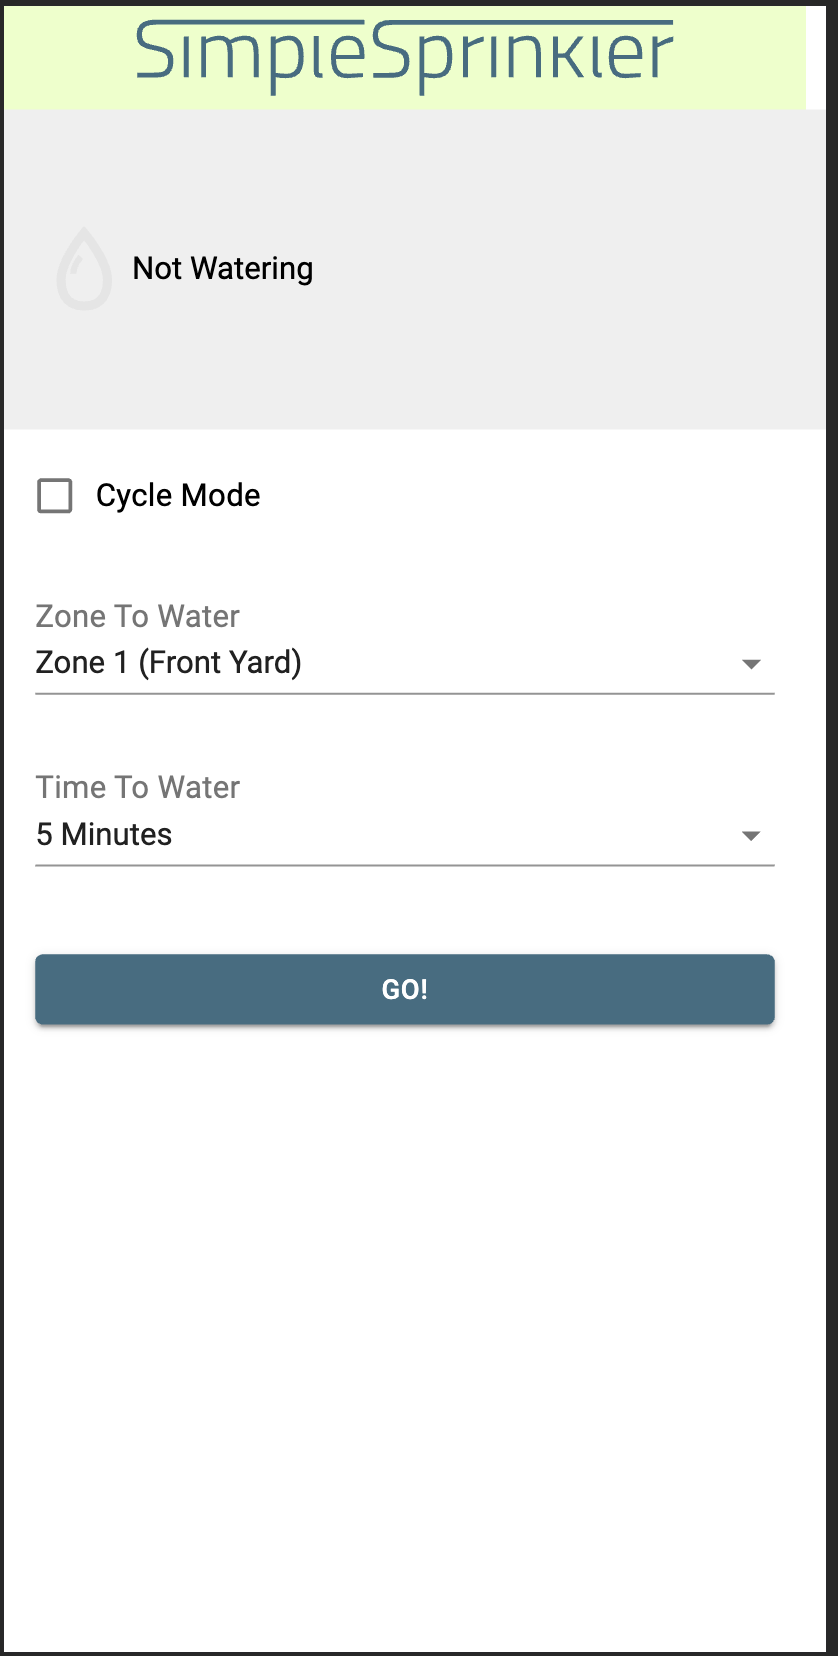 SimpleSprinkler
Not Watering
Cycle Mode
Zone To Water
Zone 1 (Front Yard)
Time To Water
5 Minutes
GO!